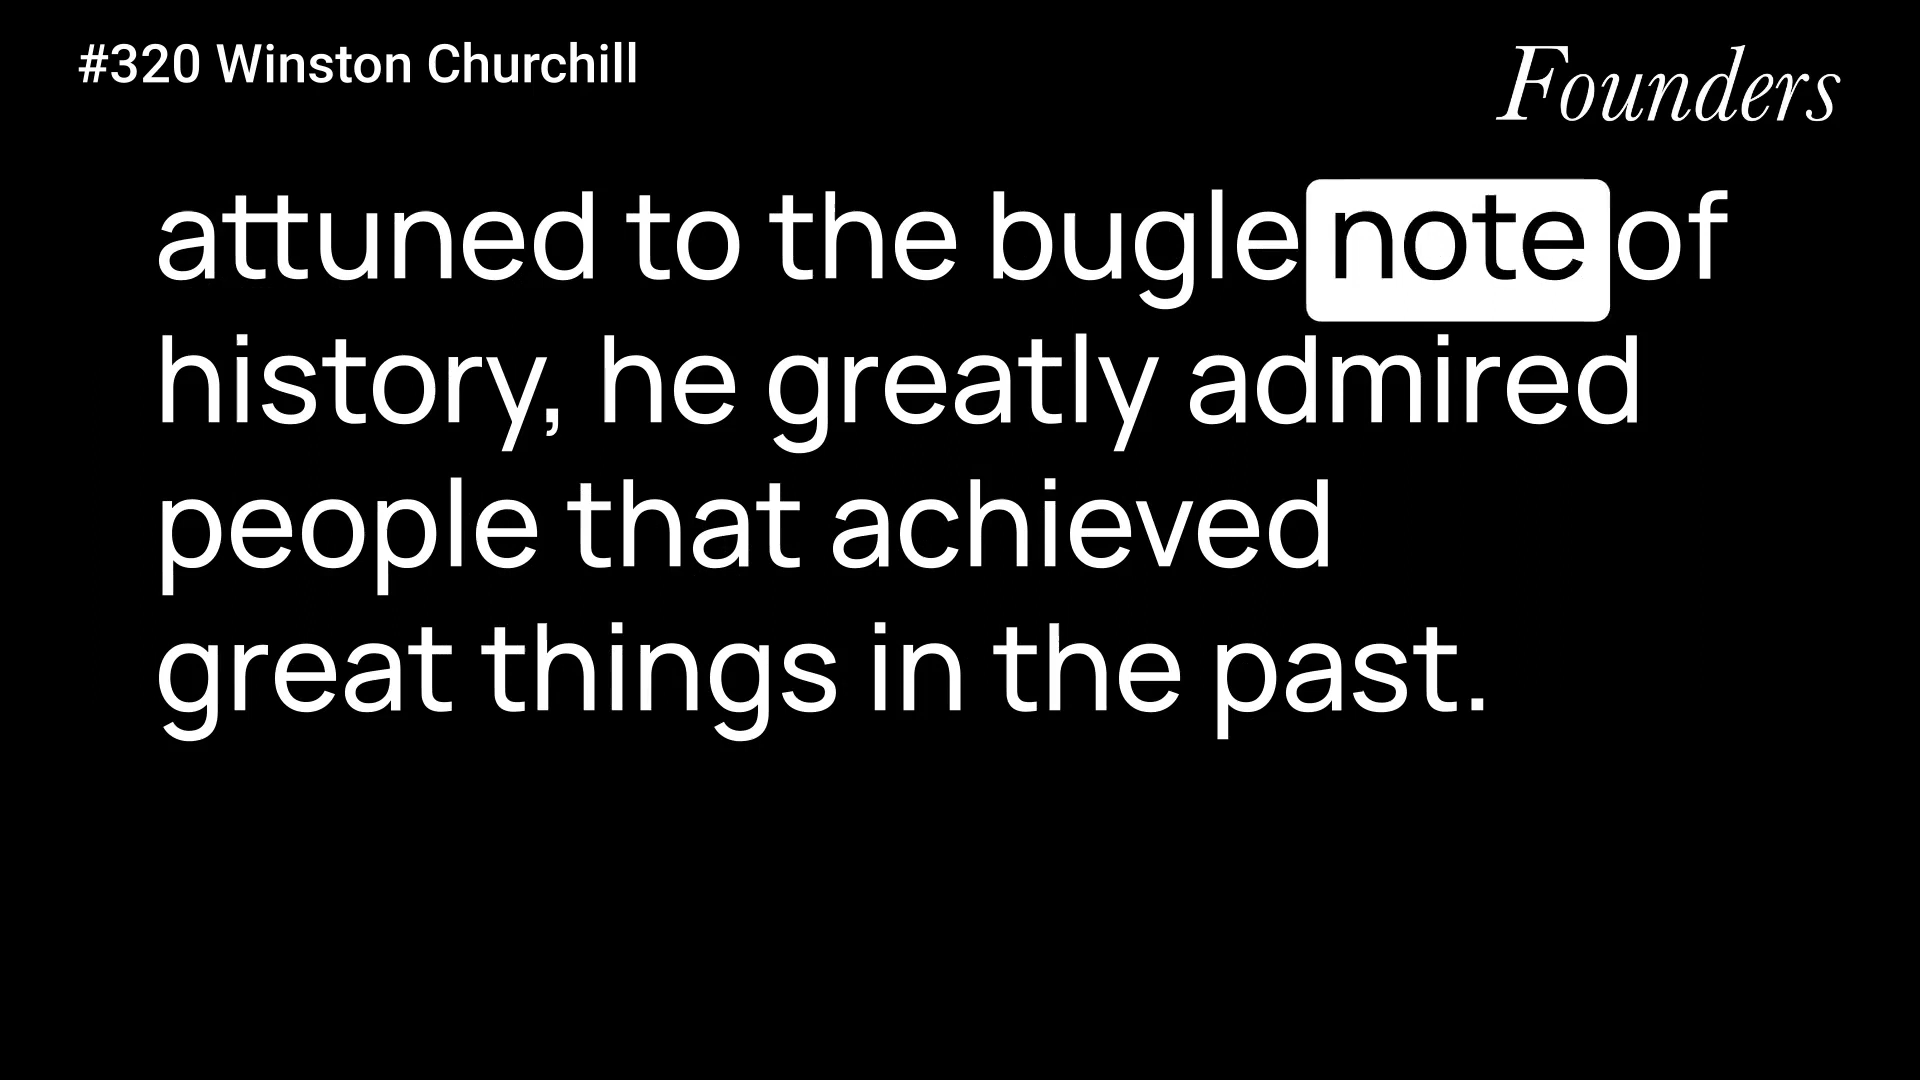 #320 Winston Churchill
Founders
attuned to the bugle note of
history, he greatly admired
people that achieved
great things in the past.